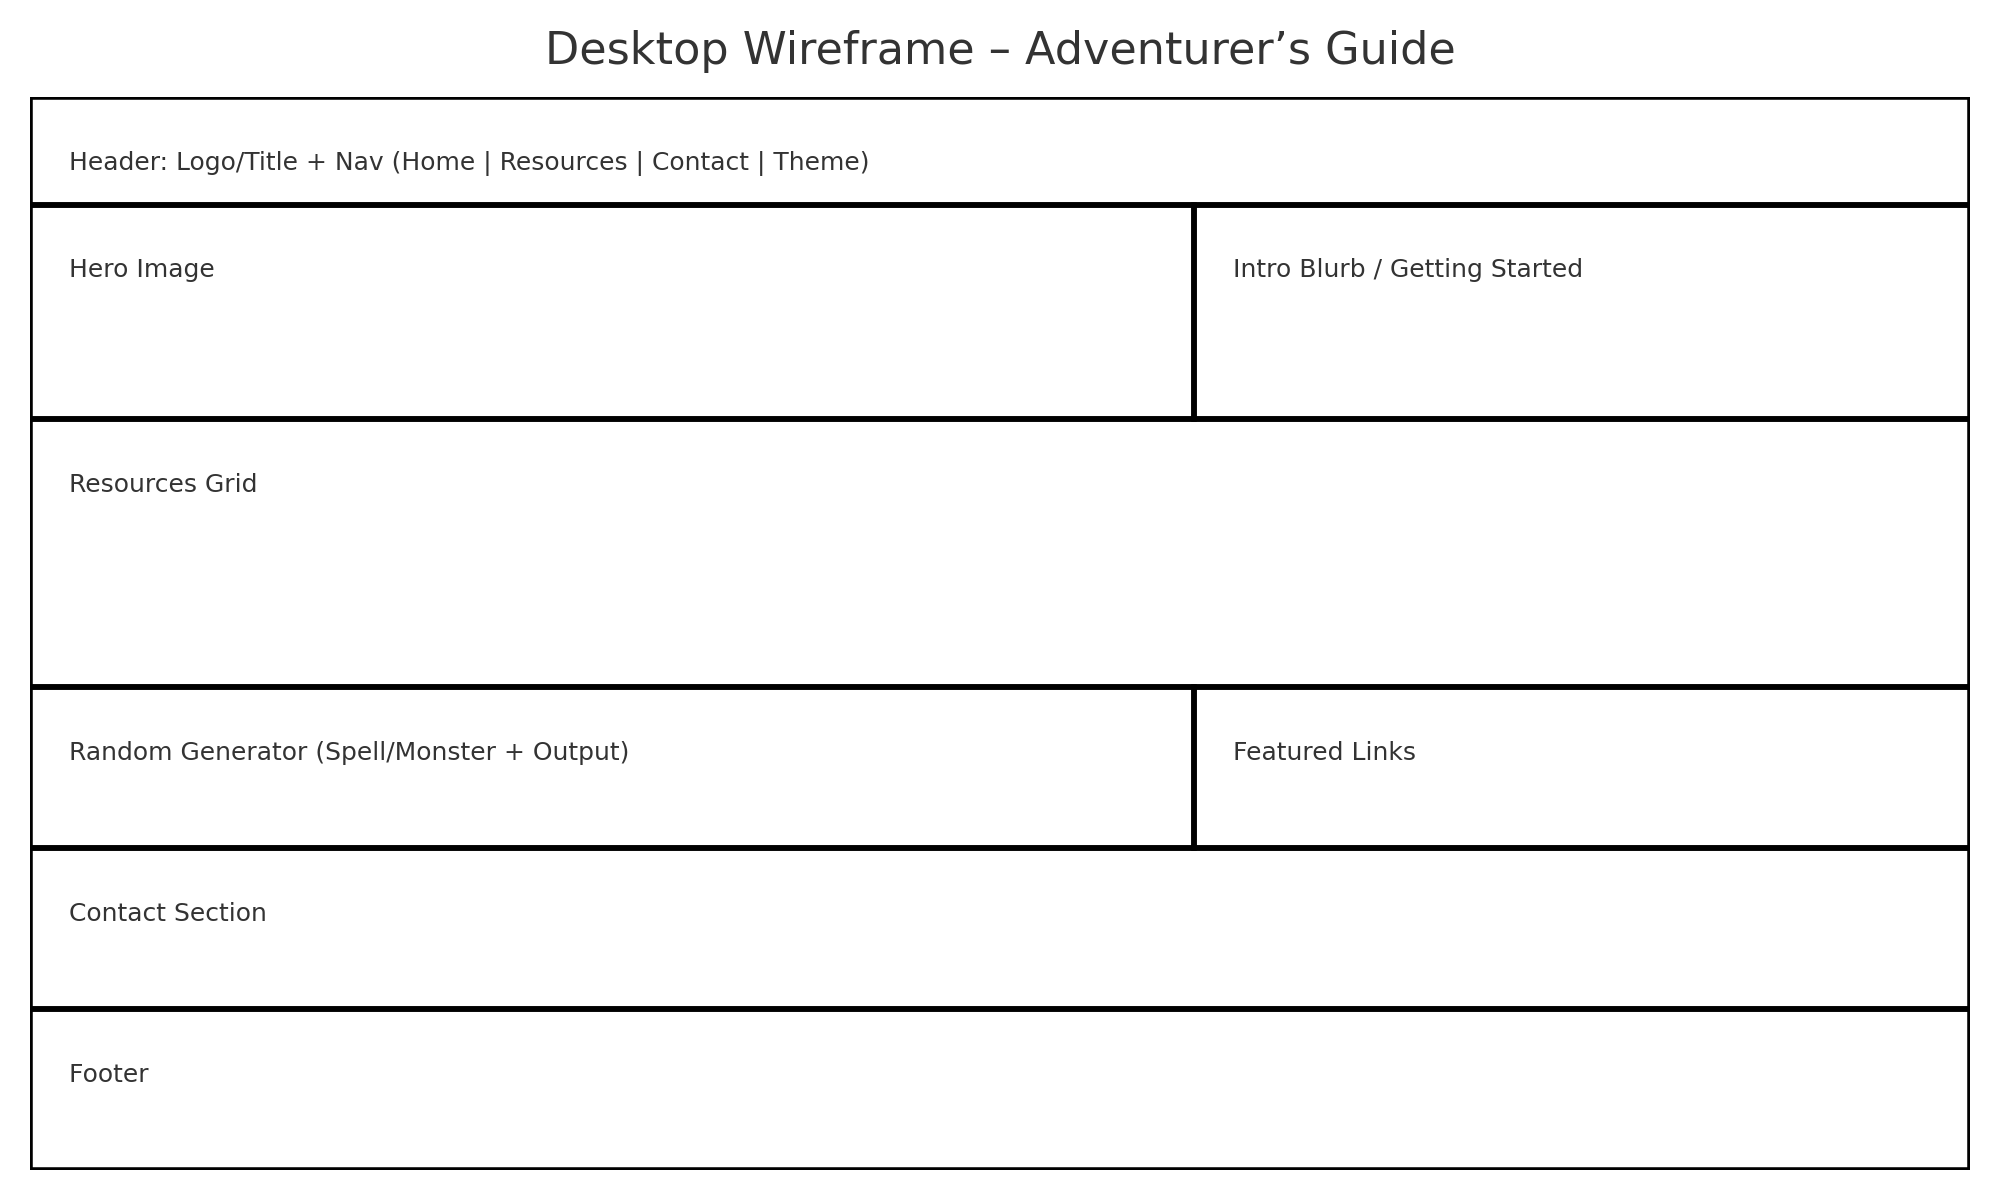 Desktop Wireframe – Adventurer’s Guide
Header: Logo/Title + Nav (Home | Resources | Contact | Theme)
Hero Image
Intro Blurb / Getting Started
Resources Grid
Random Generator (Spell/Monster + Output)
Featured Links
Contact Section
Footer